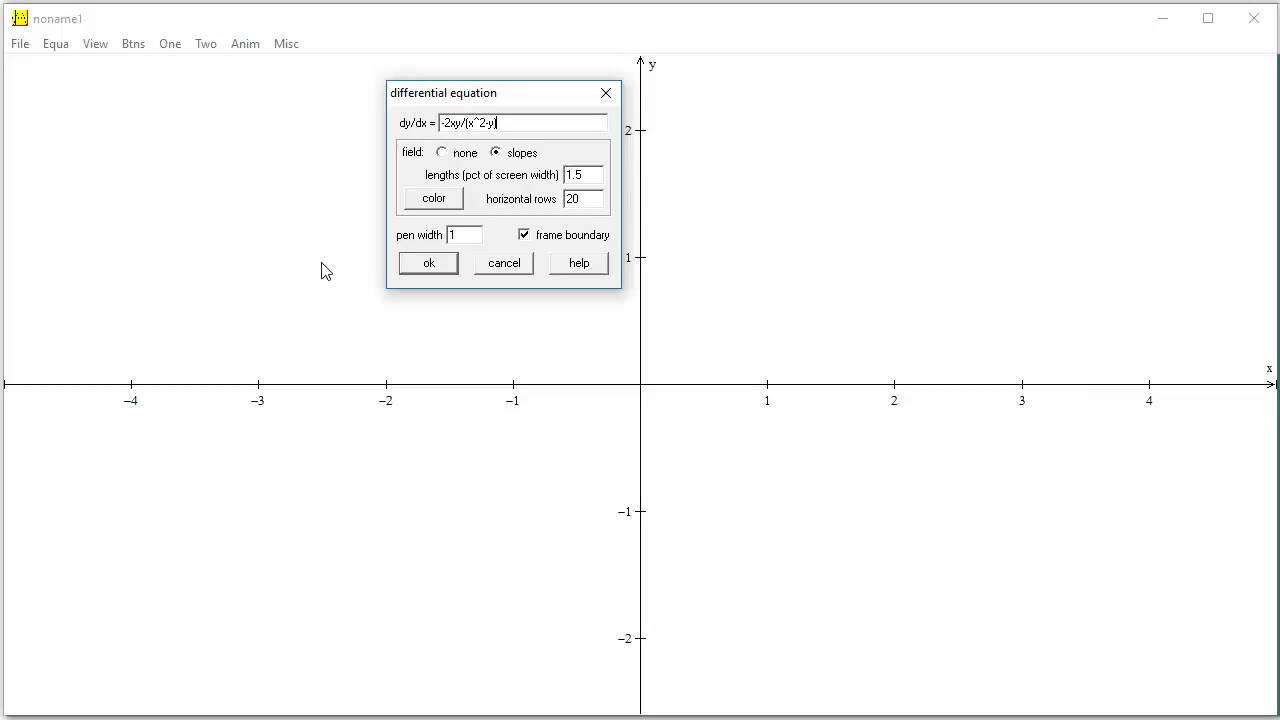 noname1
File Equa View Btns One Two Anim Misc
y
differential equation
dy/dx = -2xy/(x^2-y)
field: none slopes
lengths (pct of screen width) 1.5
color horizontal rows 20
pen width 1 frame boundary
ok cancel help
2
1
x
−4 −3 −2 −1 1 2 3 4
−1
−2